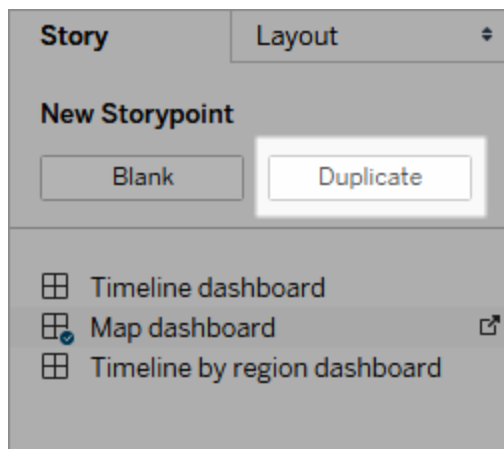 Story Layout
New Storypoint
Blank Duplicate
Timeline dashboard
Map dashboard
Timeline by region dashboard